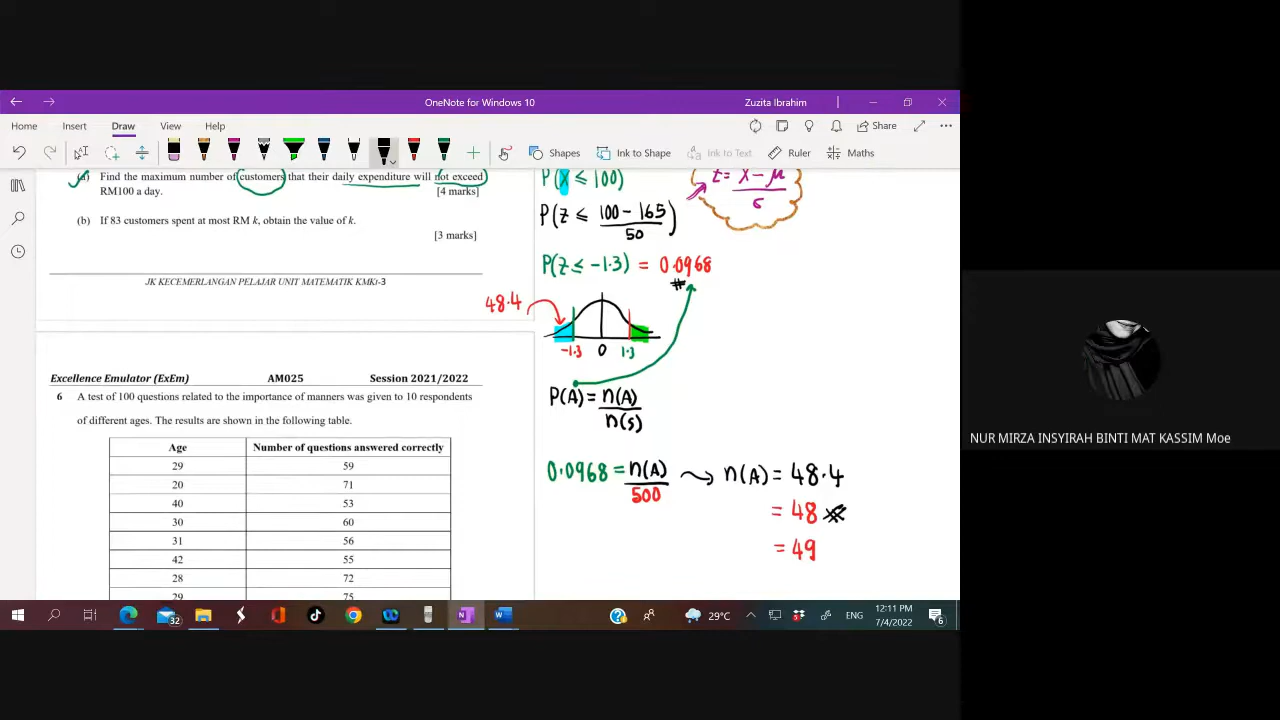 OneNote for Windows 10
Zuzita Ibrahim
Home Insert Draw View Help
Share
Shapes Ink to Shape Ink to Text Ruler Maths
(a) Find the maximum number of customers that their daily expenditure will not exceed
RM100 a day.
[4 marks]
(b) If 83 customers spent at most RM k, obtain the value of k.
[3 marks]
JK KECEMERLANGAN PELAJAR UNIT MATEMATIK KMKt-3
Excellence Emulator (ExEm) AM025 Session 2021/2022
6 A test of 100 questions related to the importance of manners was given to 10 respondents
of different ages. The results are shown in the following table.
Age Number of questions answered correctly
29 59
20 71
40 53
30 60
31 56
42 55
28 72
29 75
P(X ≤ 100)
z = X − μ / σ
P(Z ≤ 100 − 165 / 50)
P(Z ≤ −1.3) = 0.0968
#
48.4
−1.3 0 1.3
P(A) = n(A) / n(S)
0.0968 = n(A) / 500 → n(A) = 48.4
= 48
= 49
NUR MIRZA INSYIRAH BINTI MAT KASSIM Moe
32
29°C
ENG
12:11 PM
7/4/2022
6